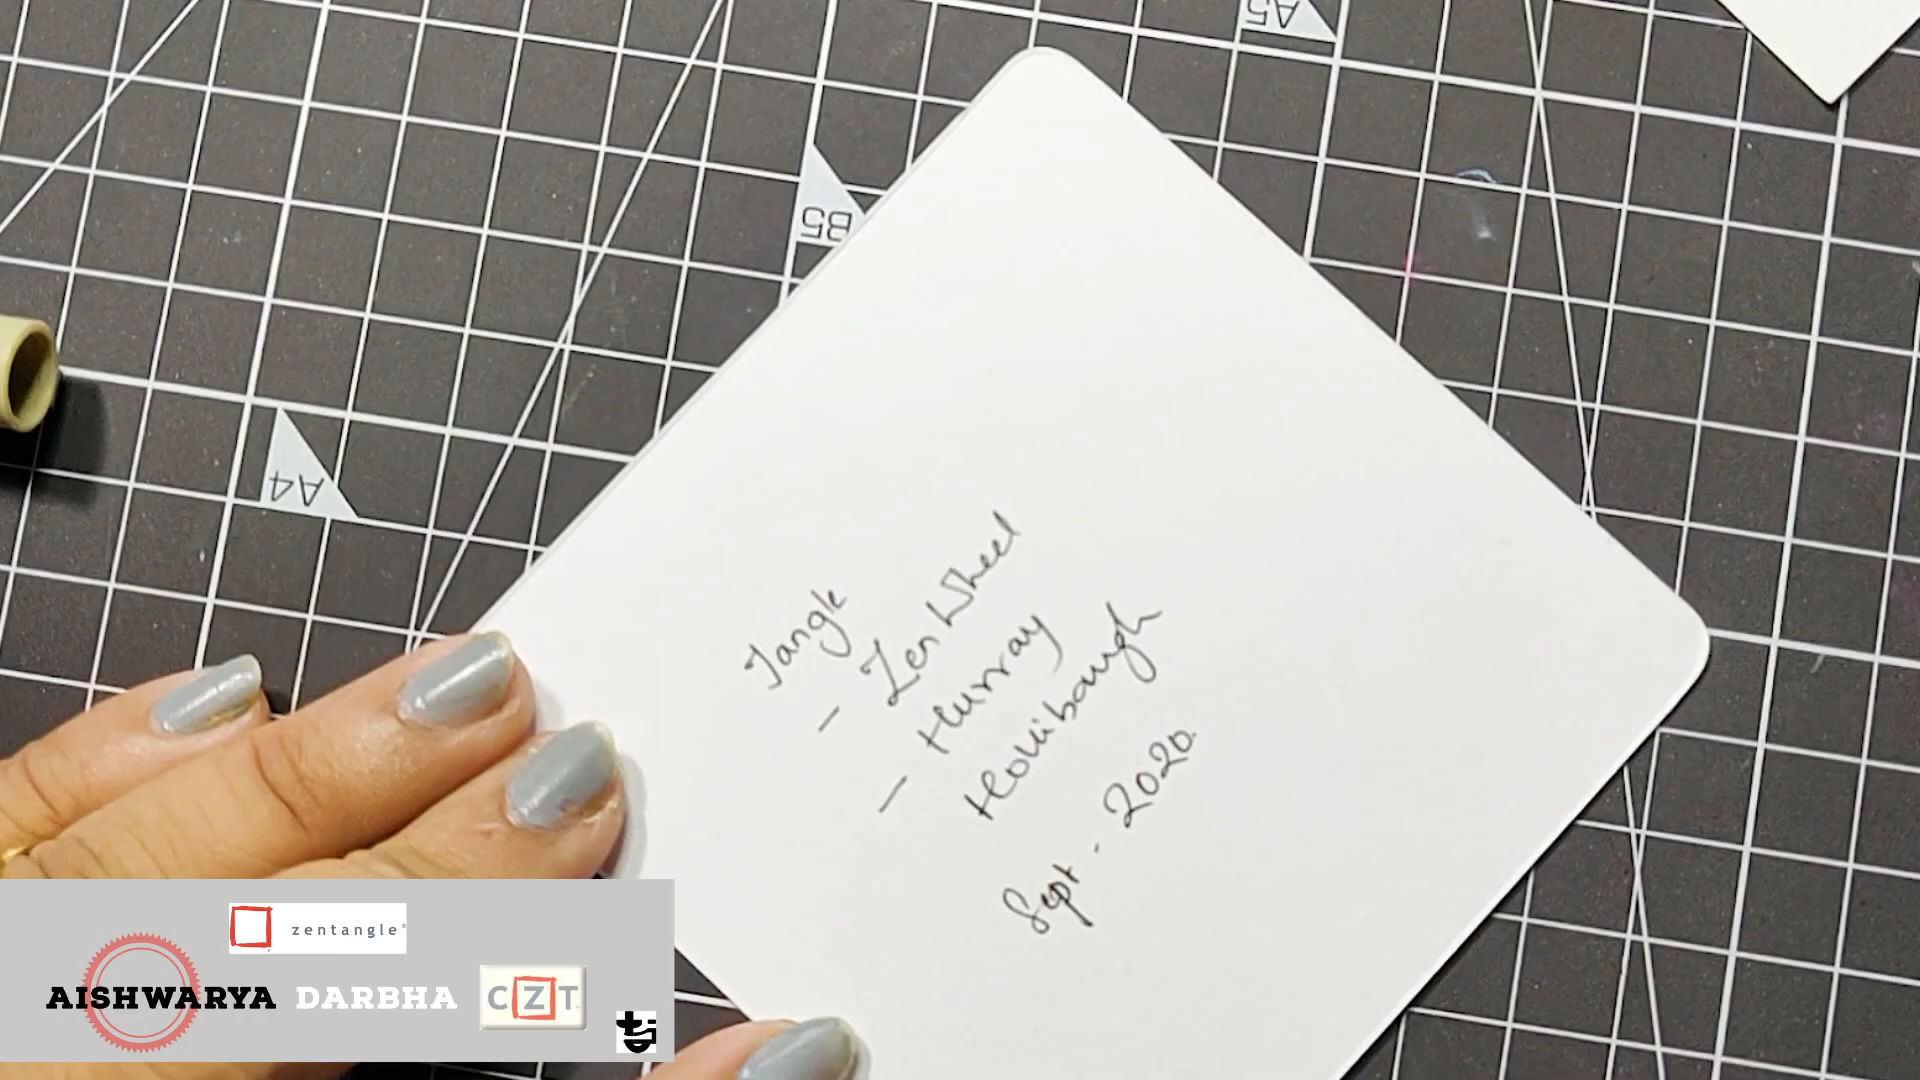 A5
B5
A4
Tangle
- Zen Wheel
- Hurray
Hollibaugh
Sept - 2020.
zentangle®
AISHWARYA DARBHA
CZT